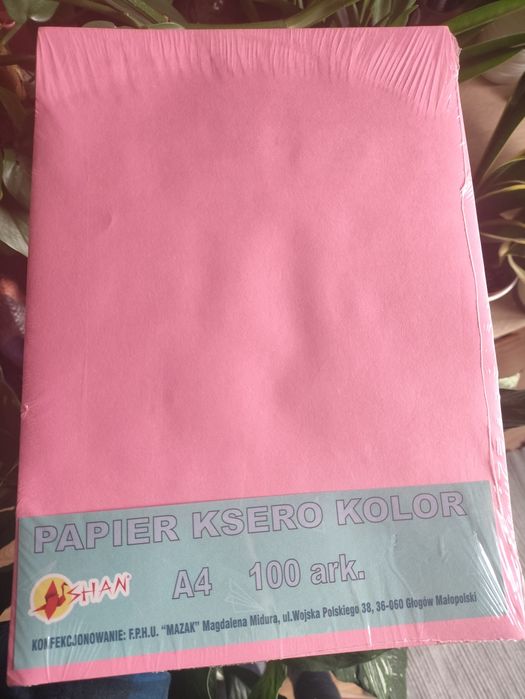 PAPIER KSERO KOLOR
SHAN
A4 100 ark.
KONFEKCJONOWANIE: F.P.H.U. "MAZAK" Magdalena Midura, ul.Wojska Polskiego 38, 36-060 Głogów Małopolski